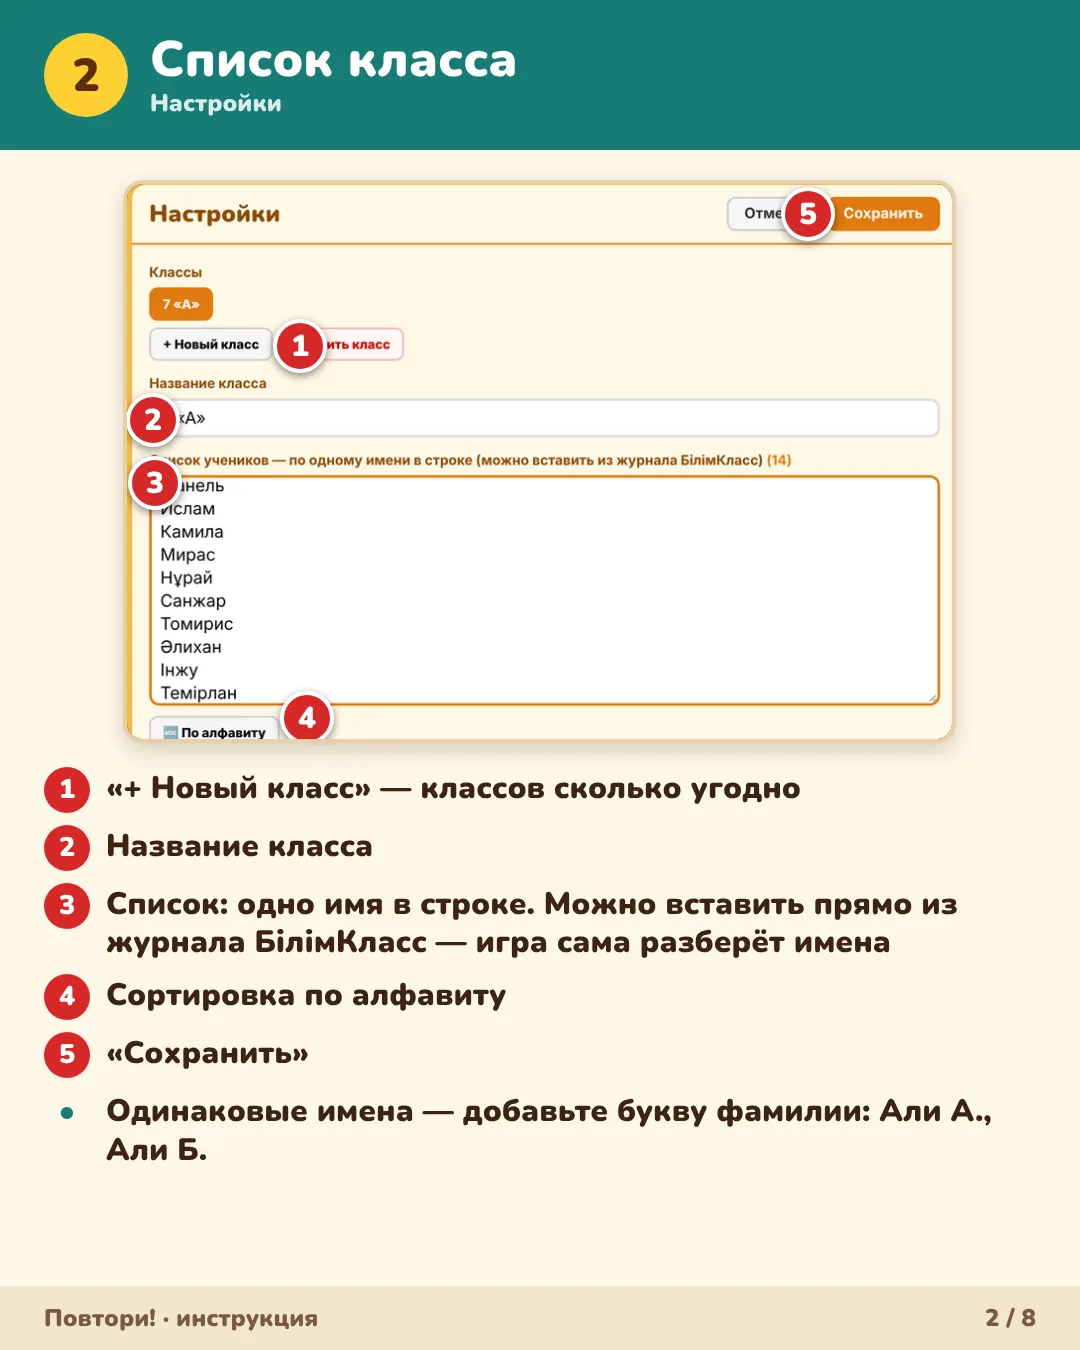 2
Список класса
Настройки
Настройки
5
Сохранить
Классы
7 «А»
+ Новый класс
1
класс
Название класса
2
«А»
учеников — по одному имени в строке (можно вставить из журнала БілімКласс) (14)
3
Ислам
Камила
Мирас
Нұрай
Санжар
Томирис
Әлихан
Інжу
Темірлан
По алфавиту
4
1 «+ Новый класс» — классов сколько угодно
2 Название класса
3 Список: одно имя в строке. Можно вставить прямо из
журнала БілімКласс — игра сама разберёт имена
4 Сортировка по алфавиту
5 «Сохранить»
• Одинаковые имена — добавьте букву фамилии: Али А.,
Али Б.
Повтори! · инструкция
2 / 8